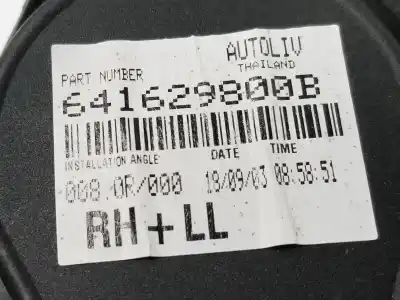 AUTOLIV
THAILAND
PART NUMBER
641629800B
INSTALLATION ANGLE DATE TIME
008.0R/000 18/09/03 08:58:51
RH+LL